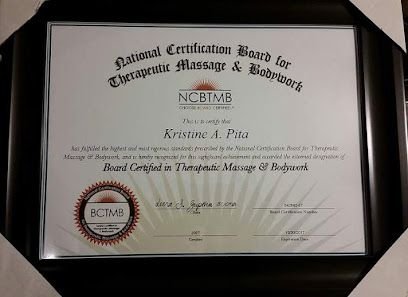 National Certification Board for
Therapeutic Massage & Bodywork
NCBTMB
This is to certify that
Kristine A. Pita
has fulfilled the highest and most rigorous standards prescribed by the National Certification Board for Therapeutic
Massage & Bodywork, and is hereby recognized for this significant achievement and awarded the esteemed designation of
Board Certified in Therapeutic Massage & Bodywork
BCTMB
Chair
Board Certification Number
Certified
Expiration Date